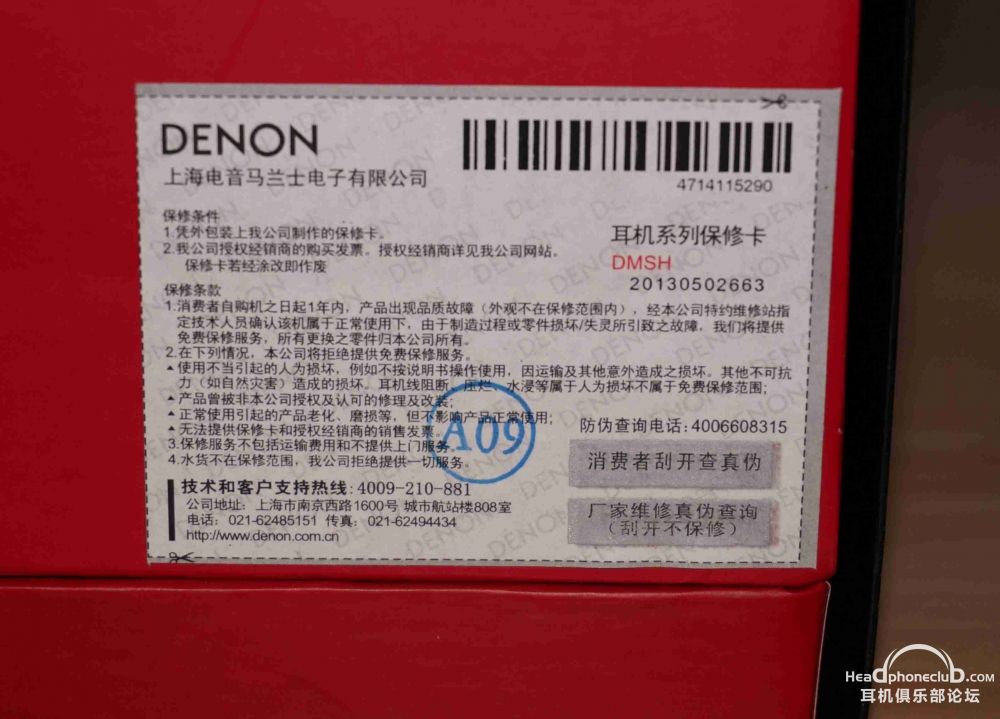 DENON
上海电音马兰士电子有限公司
4714115290
保修条件
1.凭外包装上我公司制作的保修卡。
2.我公司授权经销商的购买发票。授权经销商详见我公司网站。
保修卡若经涂改即作废
耳机系列保修卡
DMSH
20130502663
保修条款
1.消费者自购机之日起1年内，产品出现品质故障（外观不在保修范围内），经本公司特约维修站指
定技术人员确认该机属于正常使用下，由于制造过程或零件损坏/失灵所引致之故障，我们将提供
免费保修服务，所有更换之零件归本公司所有。
2.在下列情况，本公司将拒绝提供免费保修服务。
▲使用不当引起的人为损坏，例如不按说明书操作使用，因运输及其他意外造成之损坏。其他不可抗
力（如自然灾害）造成的损坏。耳机线阻断、压烂、水浸等属于人为损坏不属于免费保修范围；
▲产品曾被非本公司授权及认可的修理及改装；
▲正常使用引起的产品老化、磨损等，但不影响产品正常使用；
▲无法提供保修卡和授权经销商的销售发票。
3.保修服务不包括运输费用和不提供上门服务。
4.水货不在保修范围，我公司拒绝提供一切服务。
A09
防伪查询电话:4006608315
消费者刮开查真伪
厂家维修真伪查询
（刮开不保修）
技术和客户支持热线:4009-210-881
公司地址：上海市南京西路1600号 城市航站楼808室
电话：021-62485151 传真：021-62494434
http://www.denon.com.cn
HeadphoneclubD.com
耳机俱乐部论坛